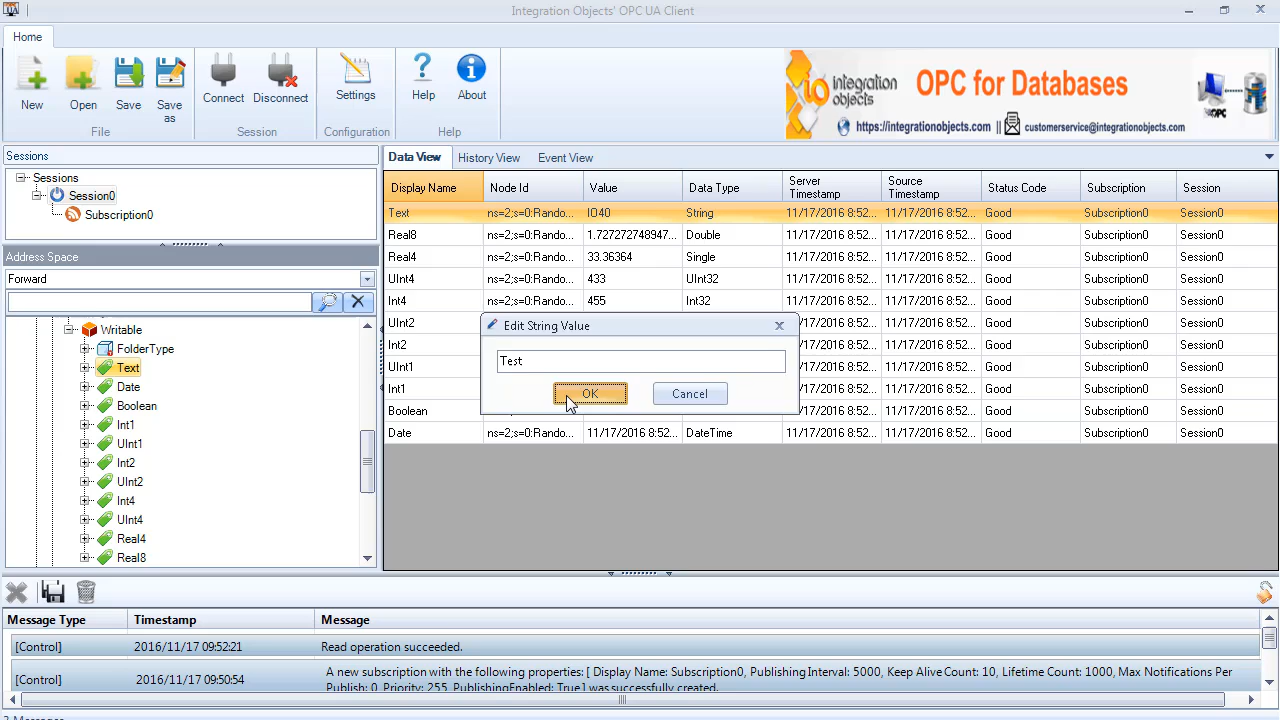 Integration Objects' OPC UA Client
Home
New
Open
Save
Save as
Connect
Disconnect
Settings
Help
About
File
Session
Configuration
Help
integration objects
OPC for Databases
OPC
https://integrationobjects.com || customerservice@integrationobjects.com
Sessions
Sessions
Session0
Subscription0
Address Space
Forward
Writable
FolderType
Text
Date
Boolean
Int1
UInt1
Int2
UInt2
Int4
UInt4
Real4
Real8
Data View History View Event View
Display Name Node Id Value Data Type Server Timestamp Source Timestamp Status Code Subscription Session
Text ns=2;s=0:Rando... IO40 String 11/17/2016 8:52... 11/17/2016 8:52... Good Subscription0 Session0
Real8 ns=2;s=0:Rando... 1.727272748947... Double 11/17/2016 8:52... 11/17/2016 8:52... Good Subscription0 Session0
Real4 ns=2;s=0:Rando... 33.36364 Single 11/17/2016 8:52... 11/17/2016 8:52... Good Subscription0 Session0
UInt4 ns=2;s=0:Rando... 433 UInt32 11/17/2016 8:52... 11/17/2016 8:52... Good Subscription0 Session0
Int4 ns=2;s=0:Rando... 455 Int32 11/17/2016 8:52... 11/17/2016 8:52... Good Subscription0 Session0
UInt2 8:52... 11/17/2016 8:52... Good Subscription0 Session0
Int2 8:52... 11/17/2016 8:52... Good Subscription0 Session0
UInt1 8:52... 11/17/2016 8:52... Good Subscription0 Session0
Int1 8:52... 11/17/2016 8:52... Good Subscription0 Session0
Boolean 11/17/2016 8:52... Good Subscription0 Session0
Date ns=2;s=0:Rando... 11/17/2016 8:52... DateTime 11/17/2016 8:52... 11/17/2016 8:52... Good Subscription0 Session0
Edit String Value
Test
OK Cancel
Message Type Timestamp Message
[Control] 2016/11/17 09:52:21 Read operation succeeded.
[Control] 2016/11/17 09:50:54 A new subscription with the following properties:[ Display Name: Subscription0, PublishingInterval: 5000, Keep Alive Count: 10, Lifetime Count: 1000, Max Notifications Per
Publish: 0, Priority: 255, PublishingEnabled: True] was successfully created.